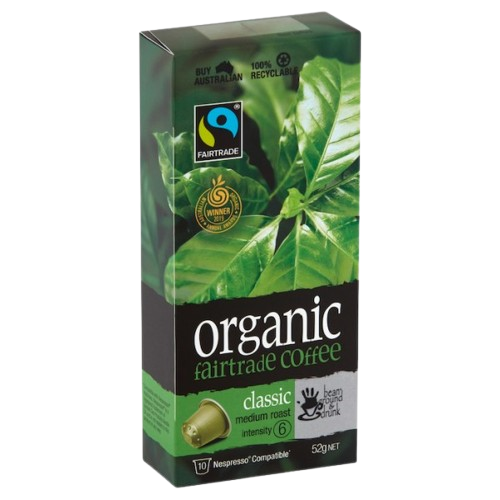 BUY
AUSTRALIAN
100%
RECYCLABLE
®
FAIRTRADE
WINNER
organic
fairtrade coffee
classic
medium roast
intensity 6
bean
ground
& drunk
52g NET
10 Nespresso® Compatible*